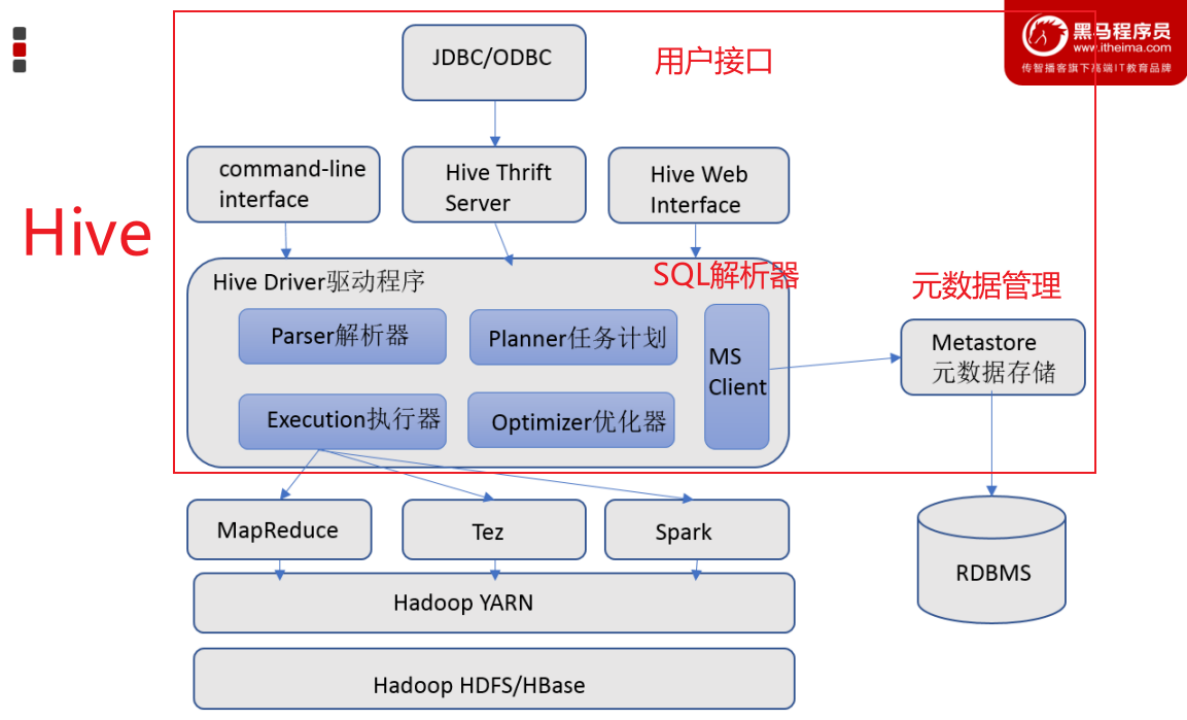 JDBC/ODBC
用户接口
黑马程序员
www.itheima.com
传智播客旗下高端IT教育品牌
command-line
interface
Hive Thrift
Server
Hive Web
Interface
Hive
Hive Driver驱动程序
SQL解析器
元数据管理
Parser解析器
Planner任务计划
MS
Client
Metastore
元数据存储
Execution执行器
Optimizer优化器
MapReduce
Tez
Spark
RDBMS
Hadoop YARN
Hadoop HDFS/HBase